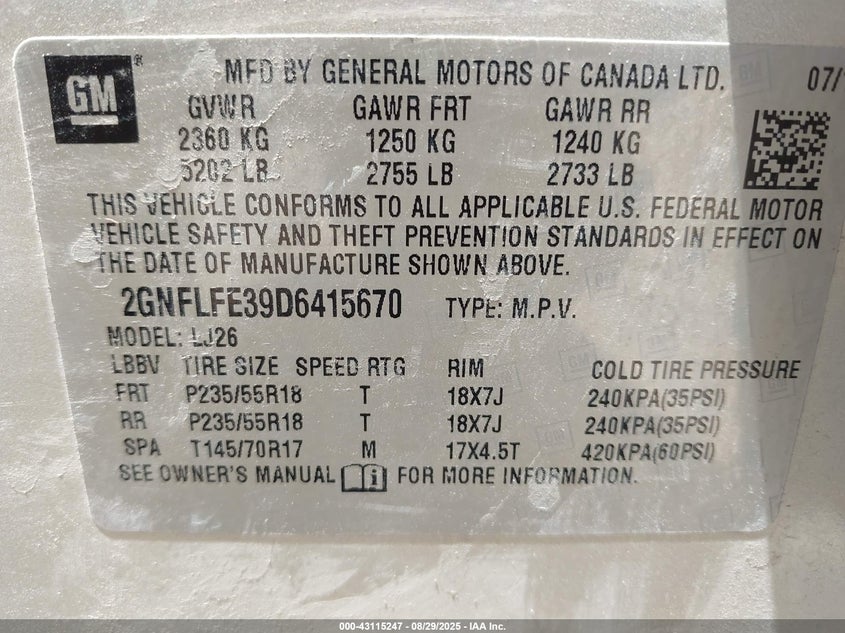 GM ® MFD BY GENERAL MOTORS OF CANADA LTD. 07/
GVWR GAWR FRT GAWR RR
2360 KG 1250 KG 1240 KG
5202 LB 2755 LB 2733 LB
THIS VEHICLE CONFORMS TO ALL APPLICABLE U.S. FEDERAL MOTOR
VEHICLE SAFETY AND THEFT PREVENTION STANDARDS IN EFFECT ON
THE DATE OF MANUFACTURE SHOWN ABOVE.
2GNFLFE39D6415670 TYPE: M.P.V.
MODEL: LJ26
LBBV TIRE SIZE SPEED RTG RIM COLD TIRE PRESSURE
FRT P235/55R18 T 18X7J 240KPA(35PSI)
RR P235/55R18 T 18X7J 240KPA(35PSI)
SPA T145/70R17 M 17X4.5T 420KPA(60PSI)
SEE OWNER'S MANUAL i FOR MORE INFORMATION.
000-43115247 - 08/29/2025 - IAA Inc.